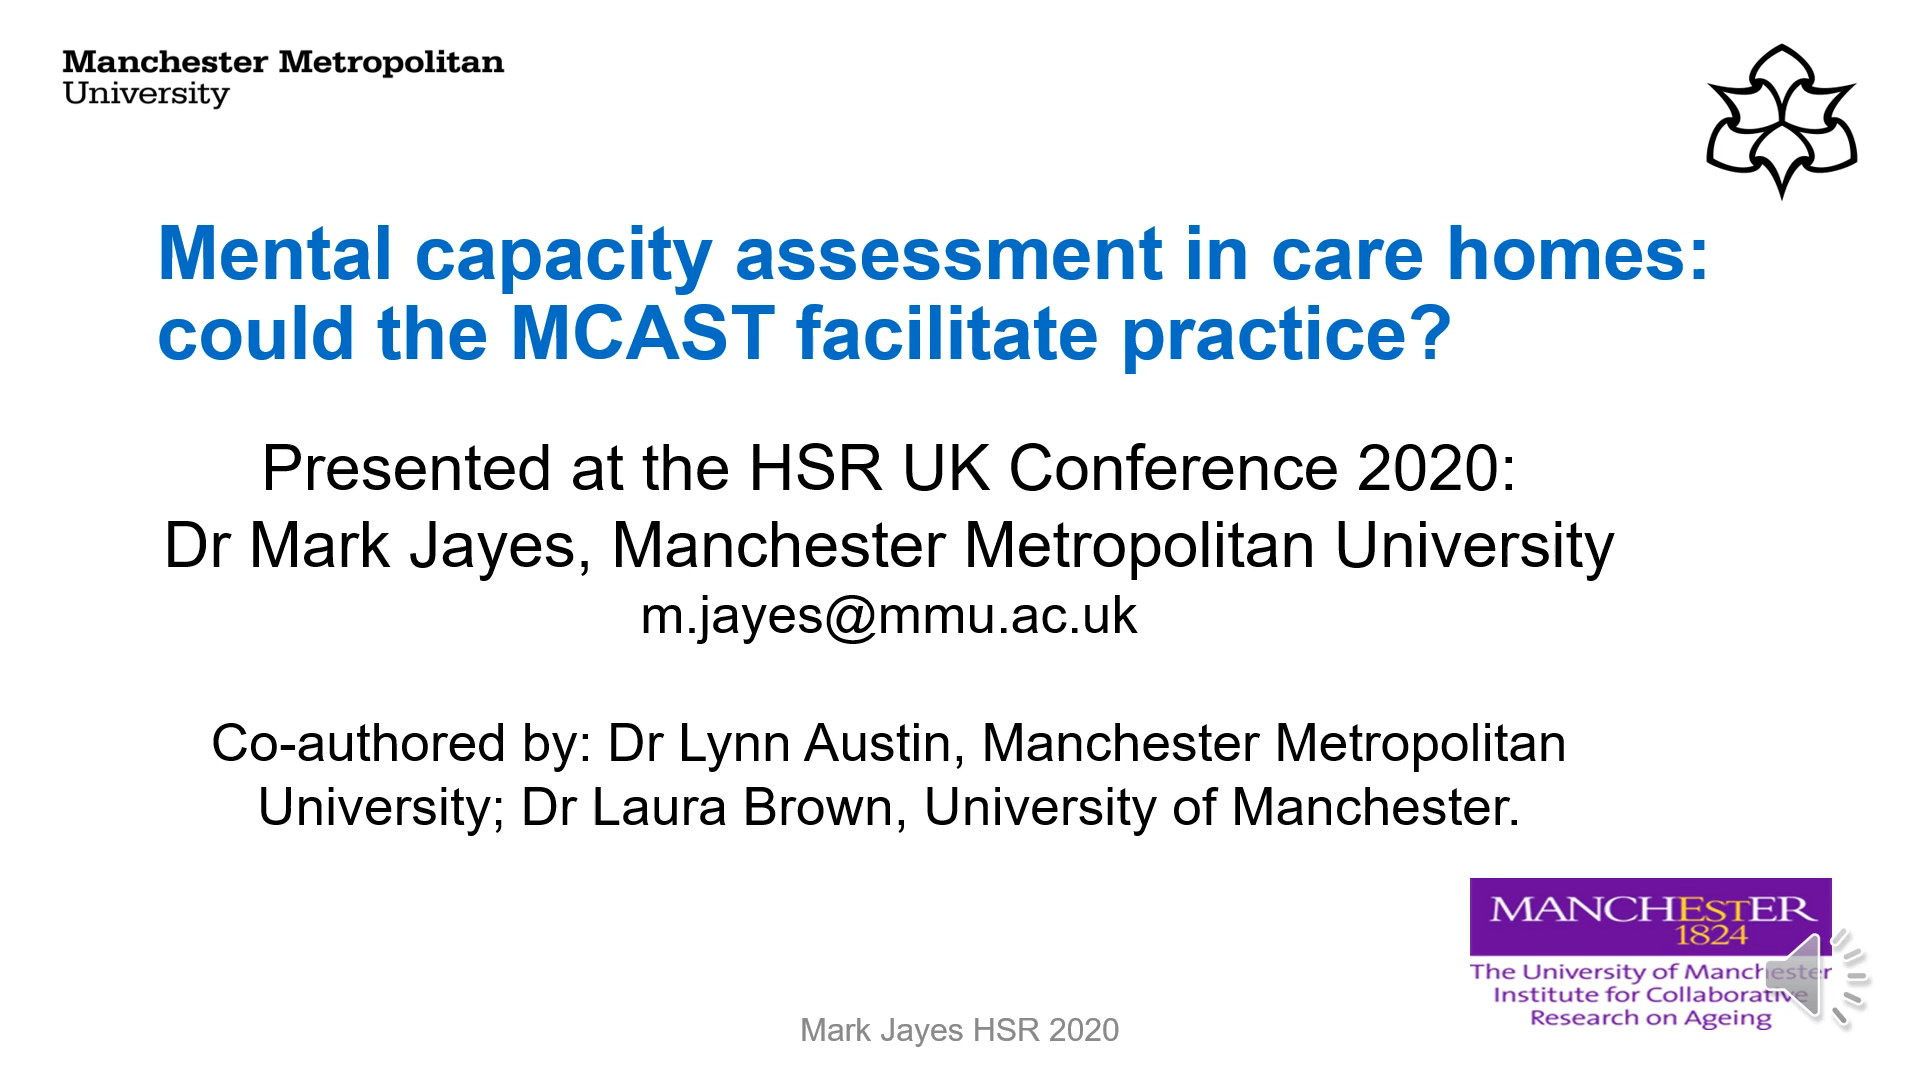 Manchester Metropolitan
University
Mental capacity assessment in care homes:
could the MCAST facilitate practice?
Presented at the HSR UK Conference 2020:
Dr Mark Jayes, Manchester Metropolitan University
m.jayes@mmu.ac.uk
Co-authored by: Dr Lynn Austin, Manchester Metropolitan
University; Dr Laura Brown, University of Manchester.
MANCHESTER
1824
The University of Manchester
Institute for Collaborative
Research on Ageing
Mark Jayes HSR 2020